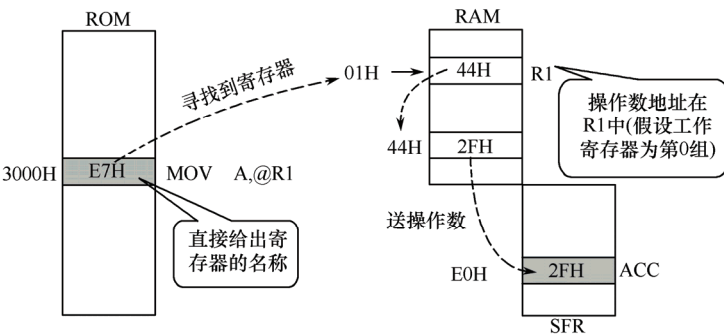 ROM
RAM
寻找到寄存器
01H
44H
R1
操作数地址在
R1中(假设工作
寄存器为第0组)
44H
2FH
3000H
E7H
MOV A,@R1
直接给出寄
存器的名称
送操作数
E0H
2FH
ACC
SFR